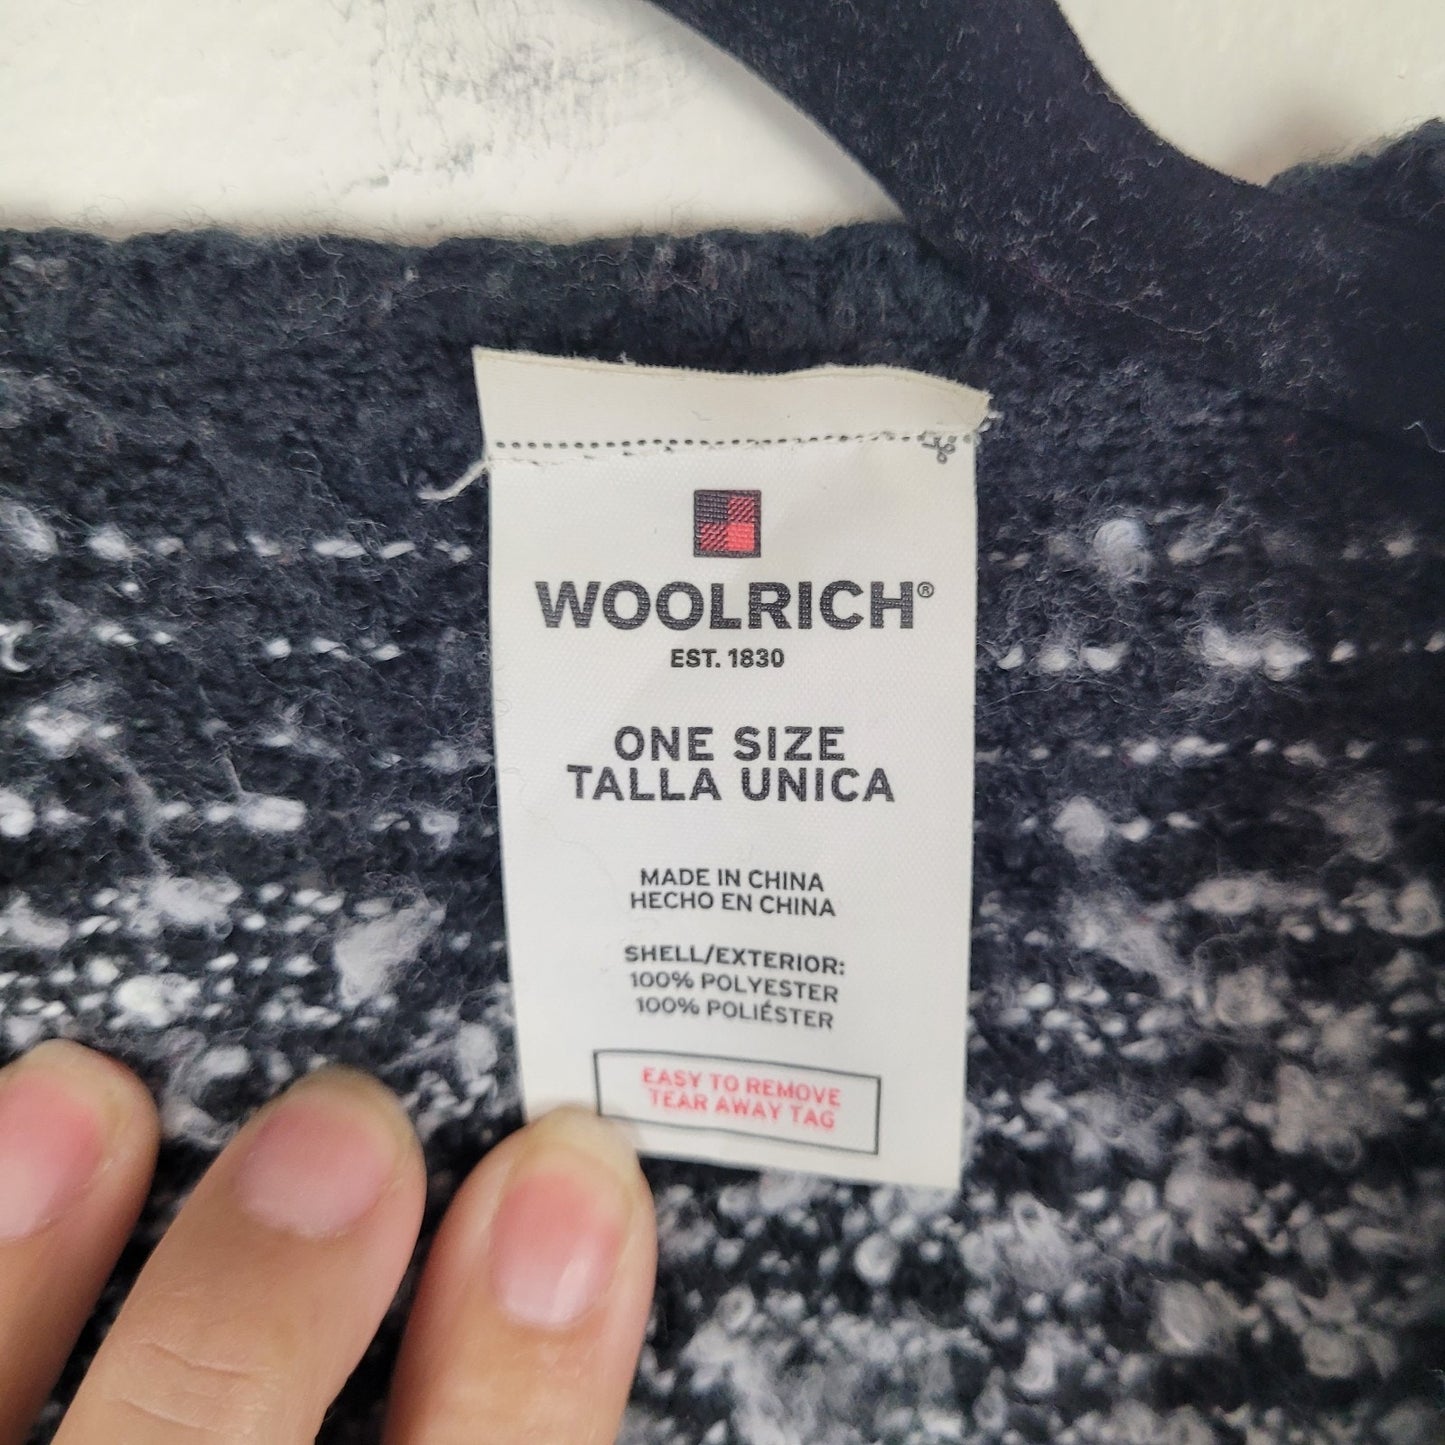 WOOLRICH®
EST. 1830
ONE SIZE
TALLA UNICA
MADE IN CHINA
HECHO EN CHINA
SHELL/EXTERIOR:
100% POLYESTER
100% POLIÉSTER
EASY TO REMOVE
TEAR AWAY TAG